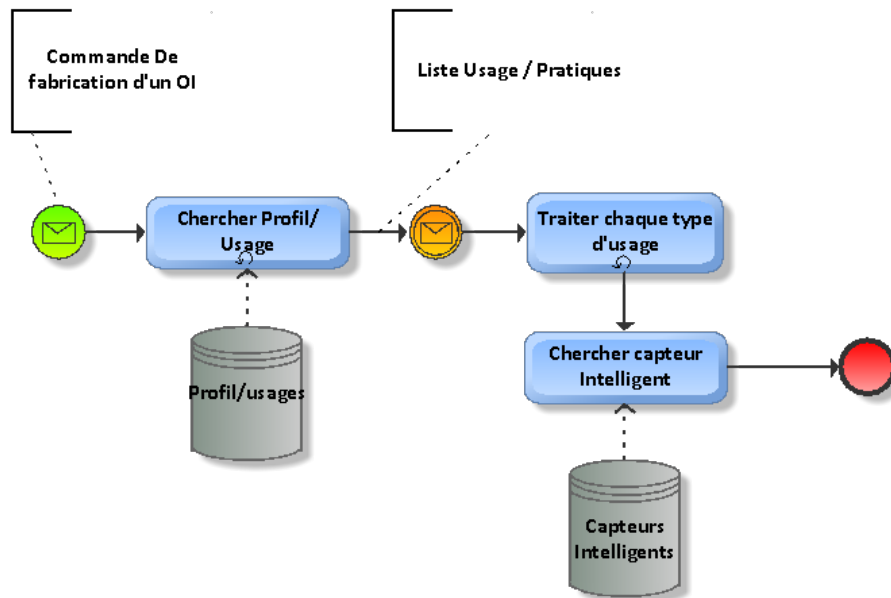 Commande De
fabrication d'un OI
Liste Usage / Pratiques
Chercher Profil/
Usage
Traiter chaque type
d'usage
Profil/usages
Chercher capteur
Intelligent
Capteurs
Intelligents